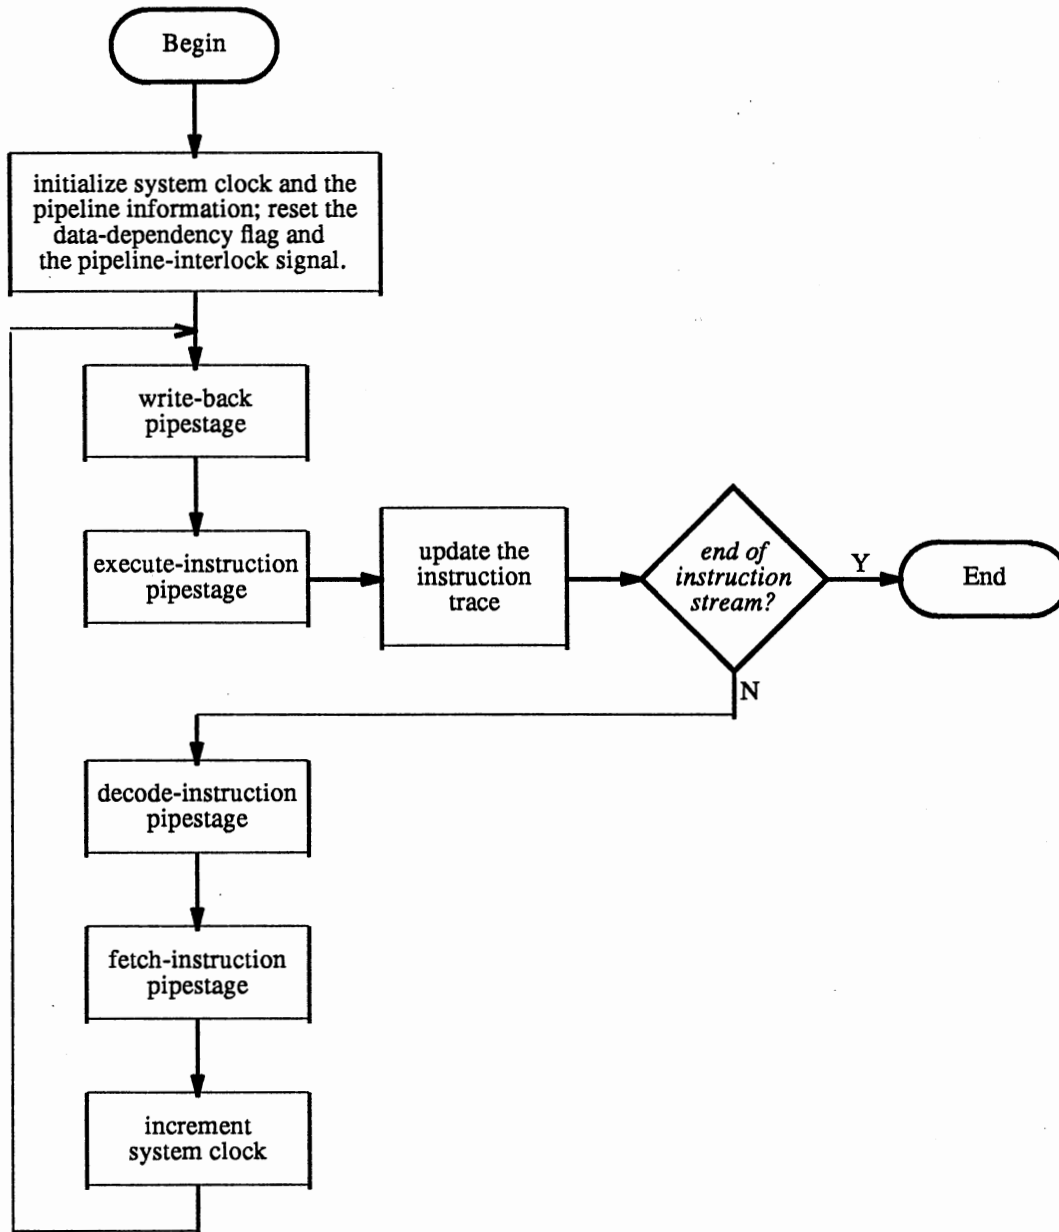 Begin
initialize system clock and the
pipeline information; reset the
data-dependency flag and
the pipeline-interlock signal.
write-back
pipestage
execute-instruction
pipestage
update the
instruction
trace
end of
instruction
stream?
Y
End
N
decode-instruction
pipestage
fetch-instruction
pipestage
increment
system clock